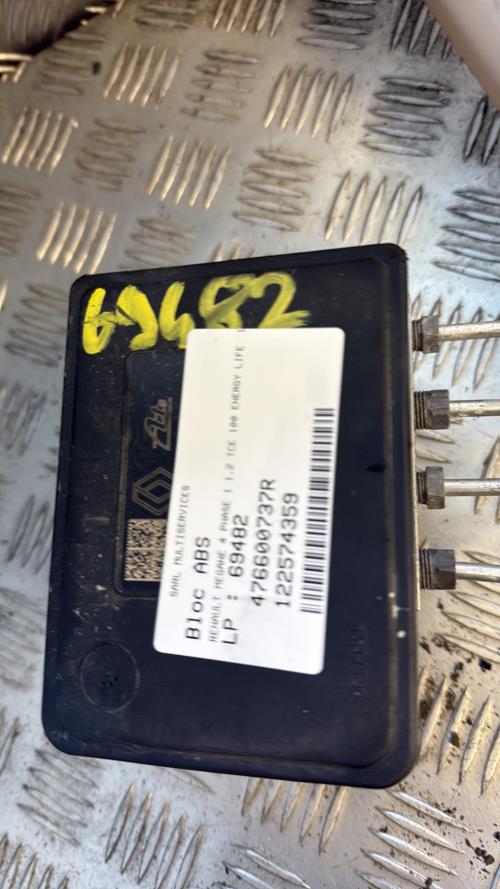 69482
Ate
SARL MULTISERVICES
Bloc ABS
RENAULT MEGANE 4 PHASE 1 1.2 TCE 100 ENERGY LIFE
LP : 69482
476600737R
122574359